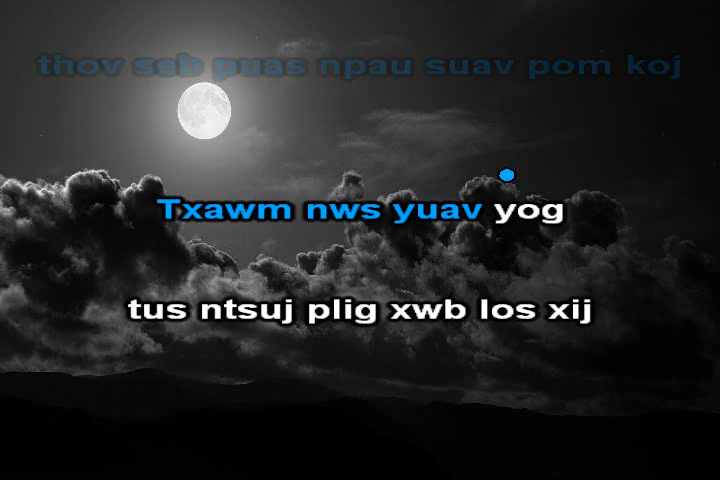 thov seb puas npau suav pom koj
Txawm nws yuav yog
tus ntsuj plig xwb los xij